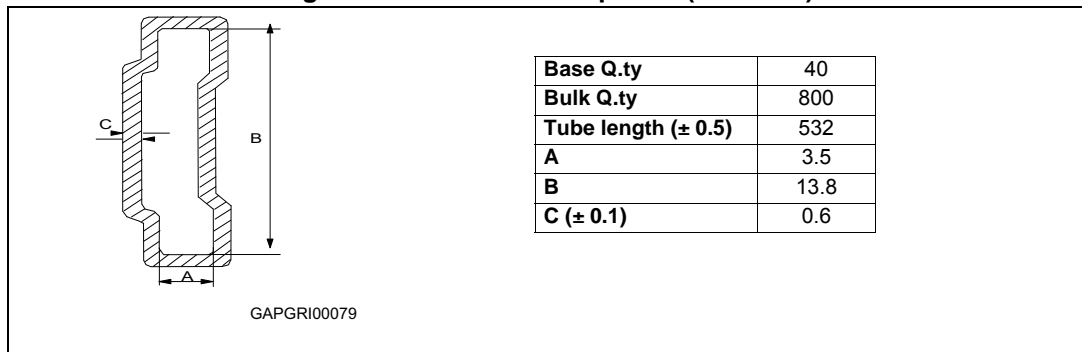 C
B
A
GAPGRI00079
Base Q.ty 40
Bulk Q.ty 800
Tube length (± 0.5) 532
A 3.5
B 13.8
C (± 0.1) 0.6